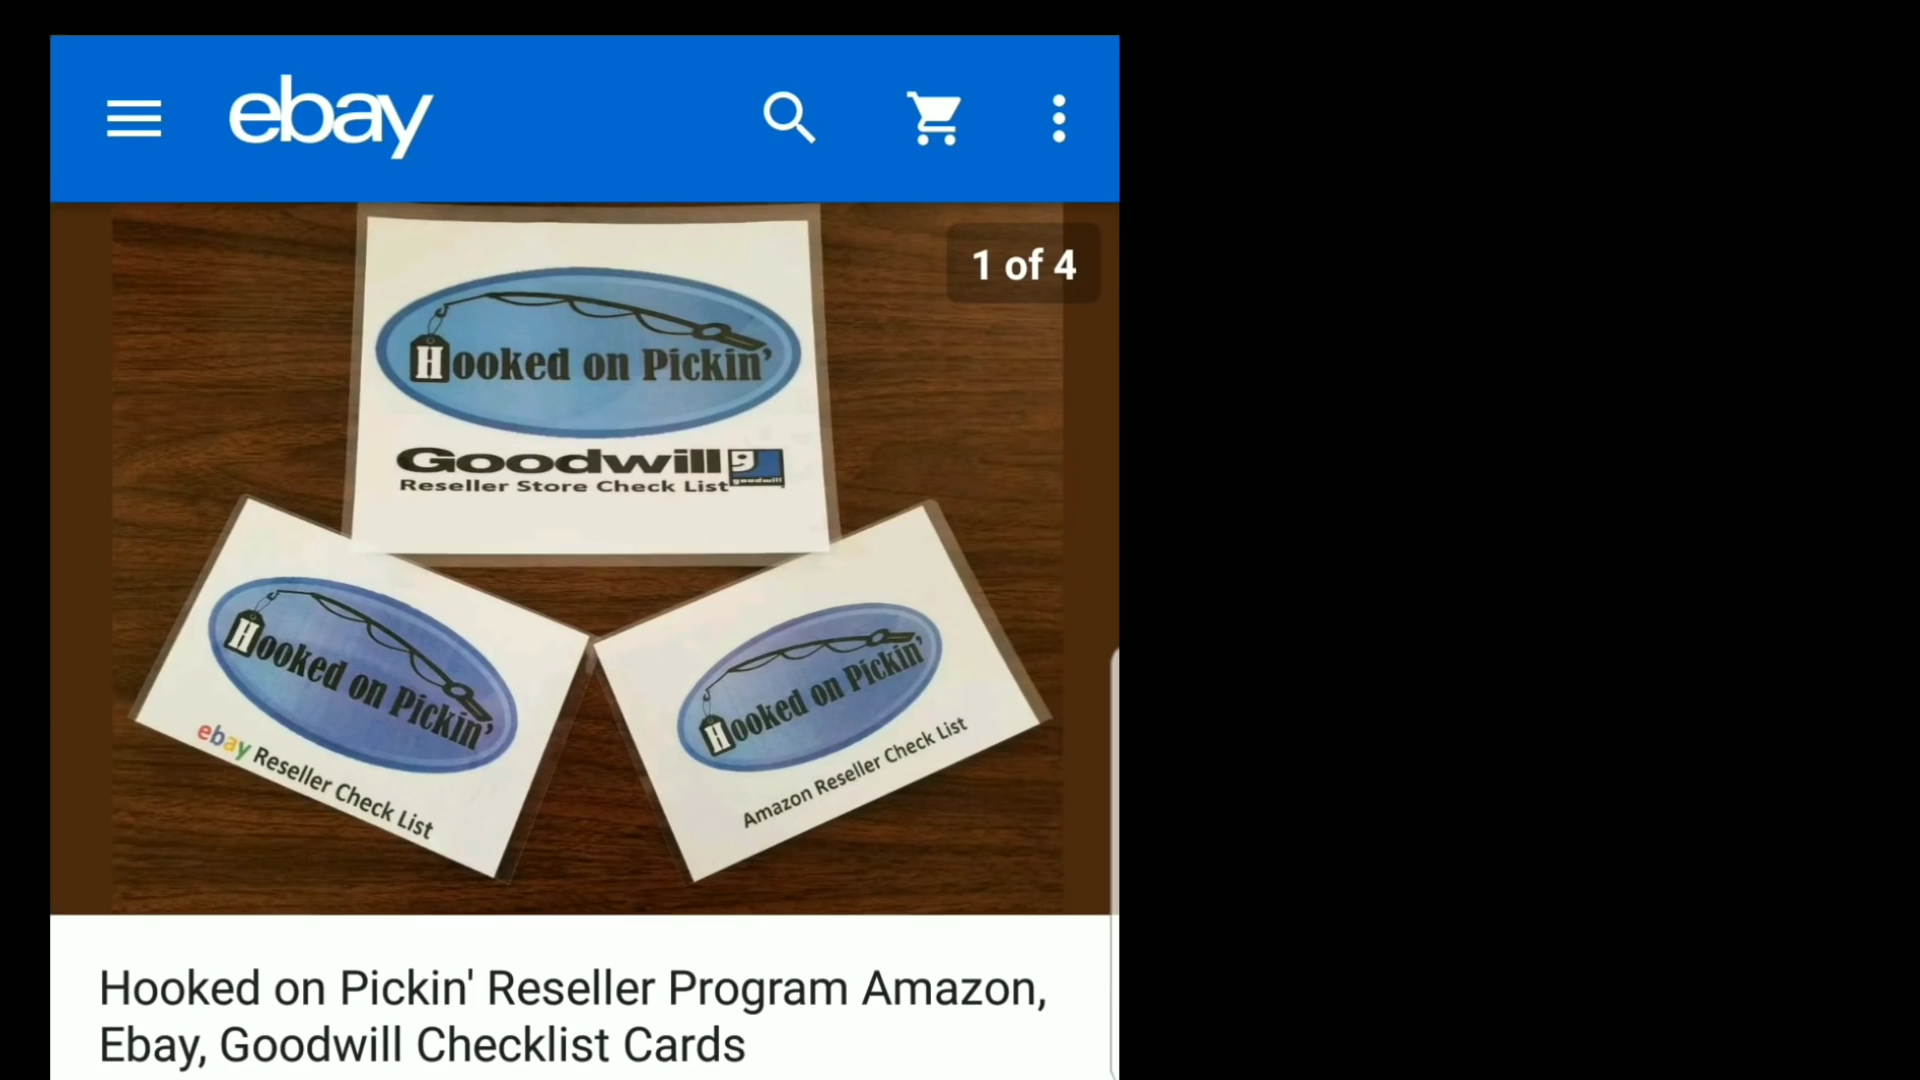 ebay
1 of 4
Hooked on Pickin'
Goodwill g
goodwill
Reseller Store Check List
Hooked on Pickin'
ebay Reseller Check List
Hooked on Pickin'
Amazon Reseller Check List
Hooked on Pickin' Reseller Program Amazon,
Ebay, Goodwill Checklist Cards